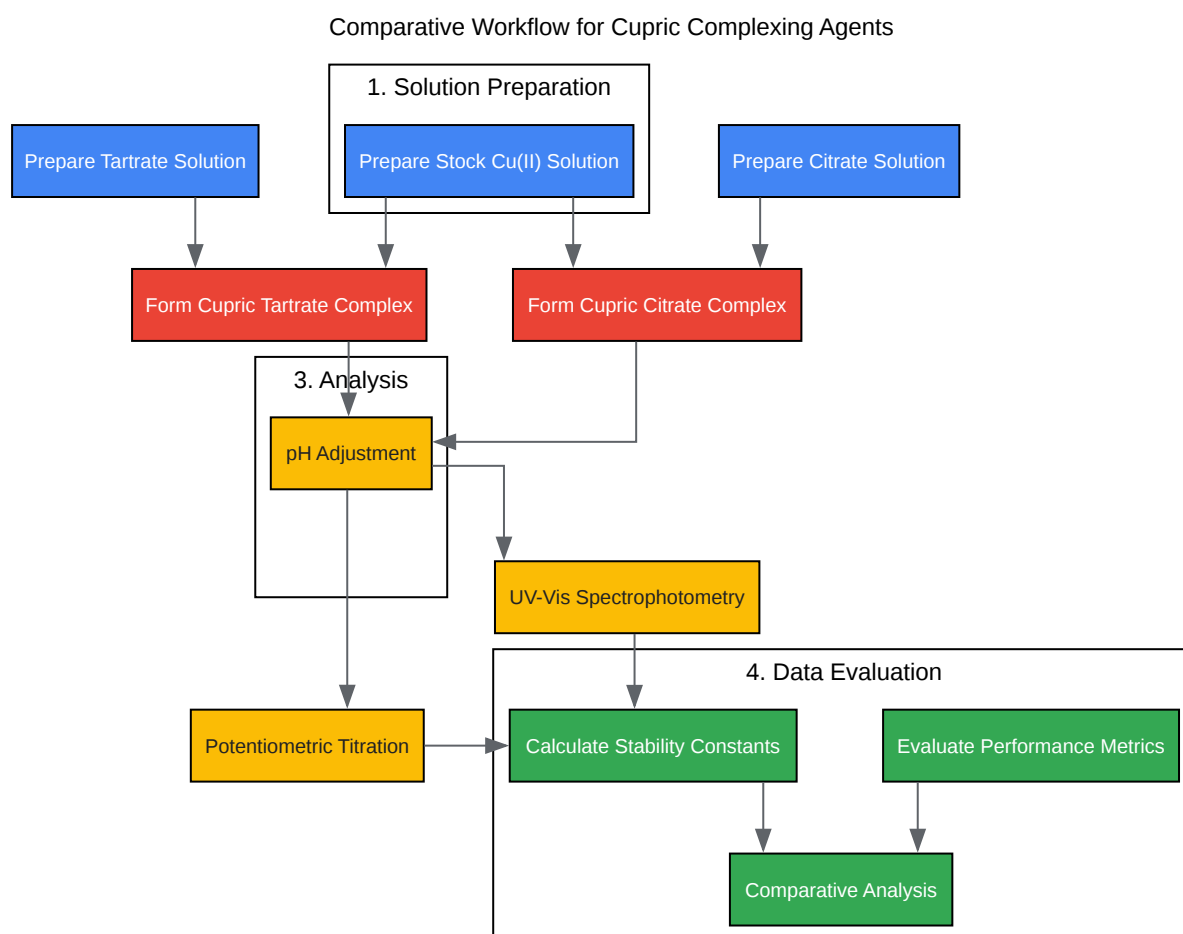 Comparative Workflow for Cupric Complexing Agents
1. Solution Preparation
Prepare Tartrate Solution
Prepare Stock Cu(II) Solution
Prepare Citrate Solution
Form Cupric Tartrate Complex
Form Cupric Citrate Complex
3. Analysis
pH Adjustment
UV-Vis Spectrophotometry
4. Data Evaluation
Potentiometric Titration
Calculate Stability Constants
Evaluate Performance Metrics
Comparative Analysis